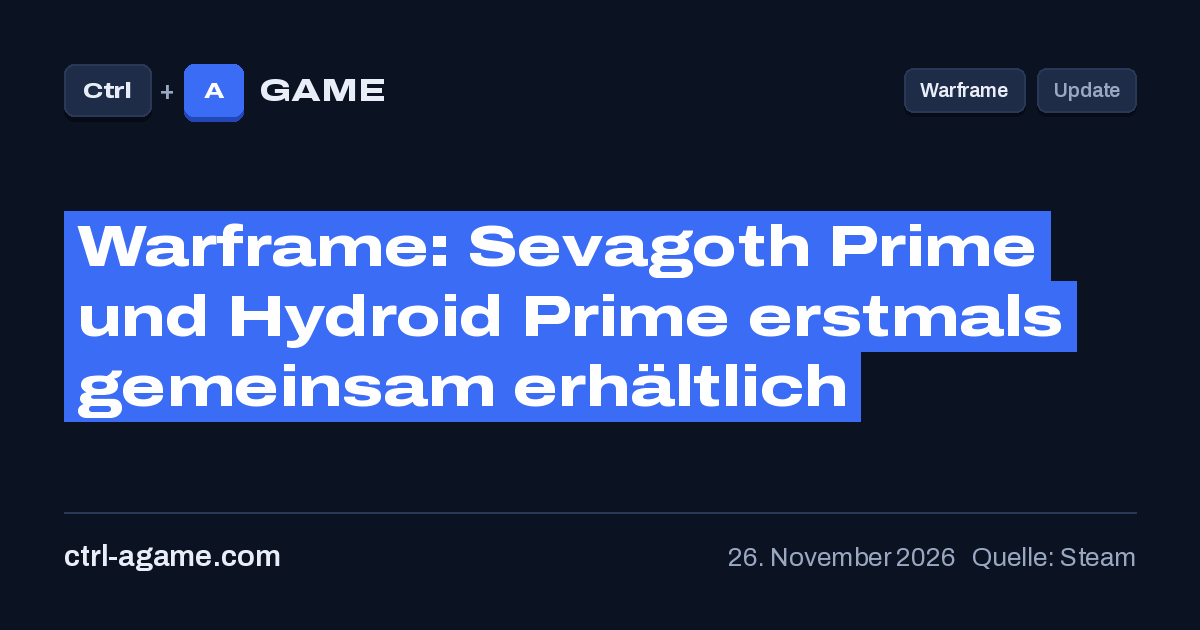 Ctrl + A GAME
Warframe Update
Warframe: Sevagoth Prime
und Hydroid Prime erstmals
gemeinsam erhältlich
ctrl-agame.com
26. November 2026 Quelle: Steam